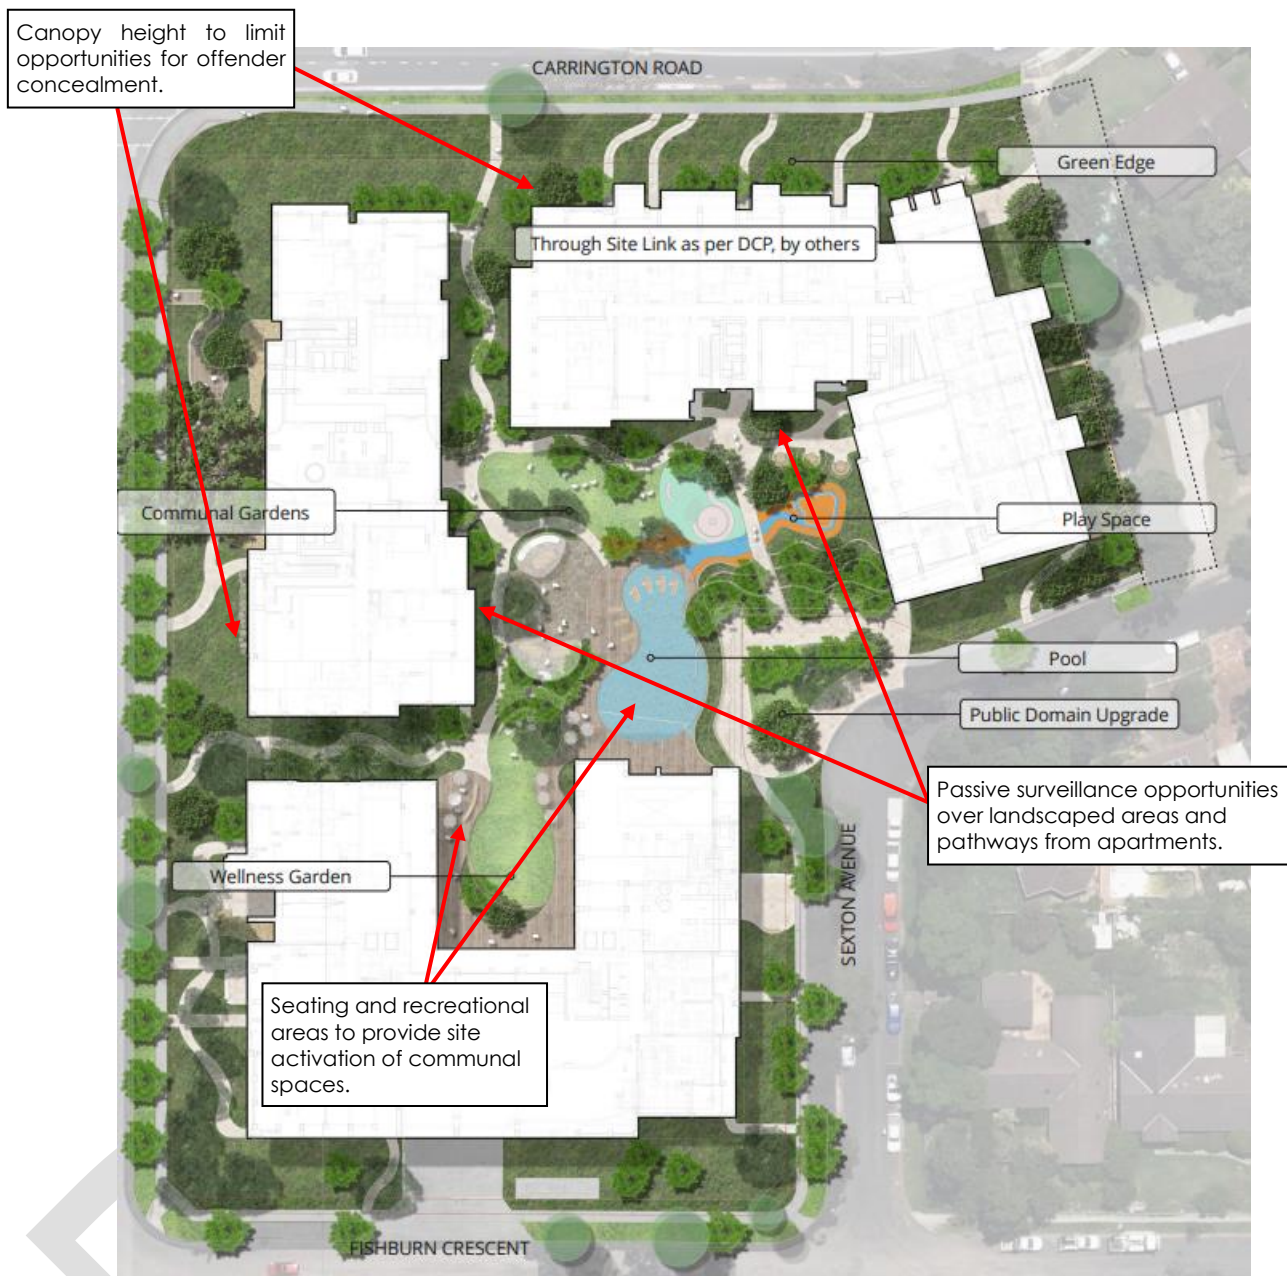 Canopy height to limit
opportunities for offender
concealment.
CARRINGTON ROAD
Green Edge
Through Site Link as per DCP, by others
Communal Gardens
Play Space
Pool
Public Domain Upgrade
Passive surveillance opportunities
over landscaped areas and
pathways from apartments.
Wellness Garden
SEXTON AVENUE
Seating and recreational
areas to provide site
activation of communal
spaces.
FISHBURN CRESCENT